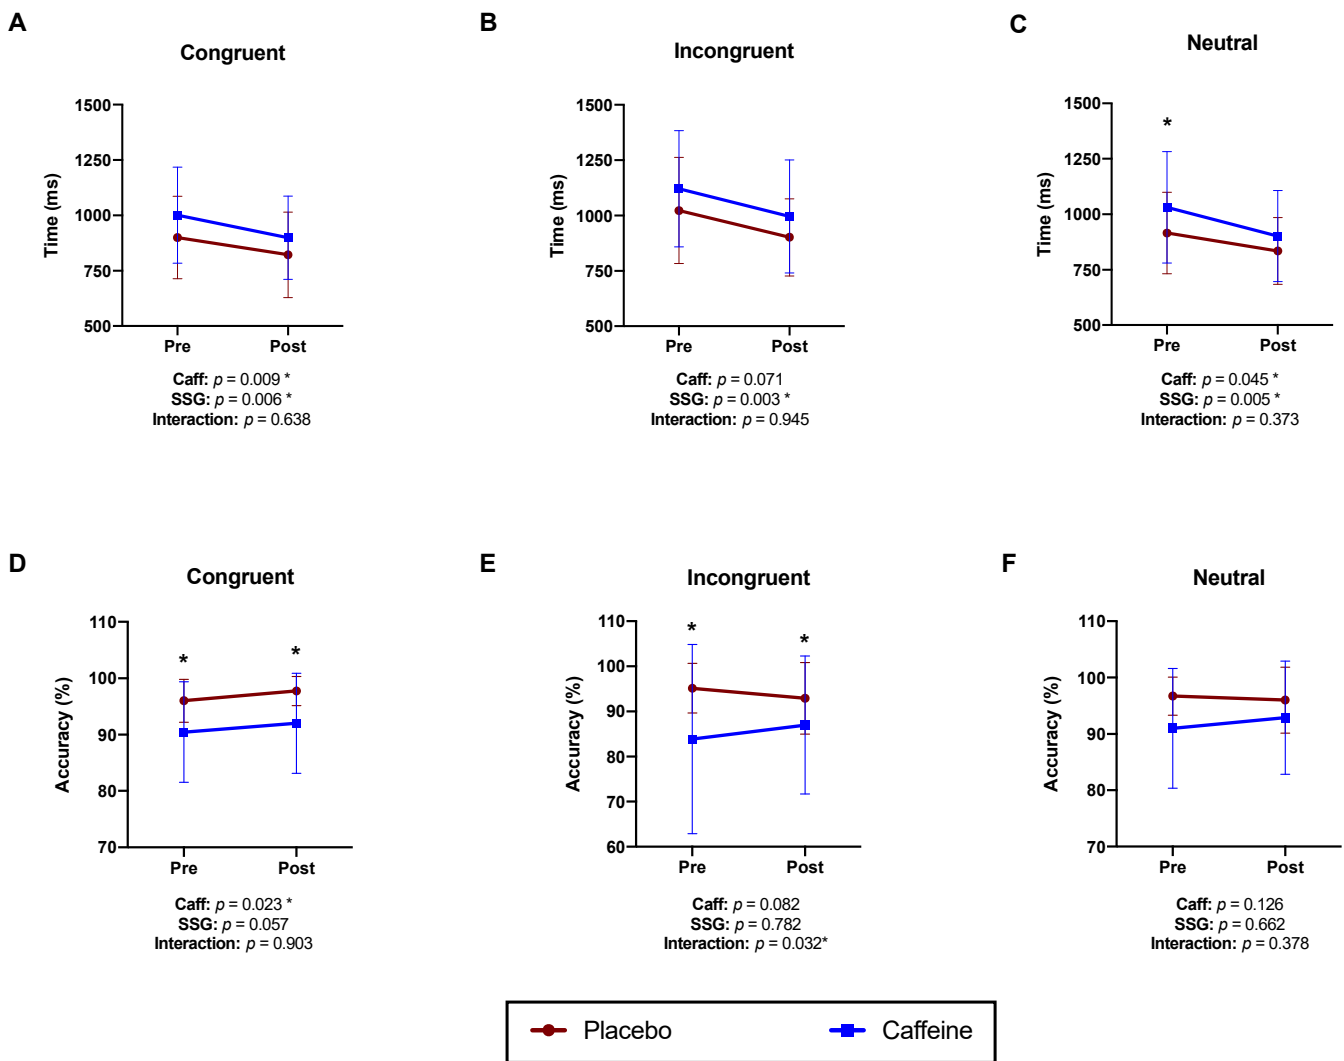 A
Congruent
Time (ms)
1500
1250
1000
750
500
Pre Post
Caff: p = 0.009 *
SSG: p = 0.006 *
Interaction: p = 0.638
B
Incongruent
Time (ms)
1500
1250
1000
750
500
Pre Post
Caff: p = 0.071
SSG: p = 0.003 *
Interaction: p = 0.945
C
Neutral
Time (ms)
1500
1250
1000
750
500
*
Pre Post
Caff: p = 0.045 *
SSG: p = 0.005 *
Interaction: p = 0.373
D
Congruent
Accuracy (%)
110
100
90
80
70
* *
Pre Post
Caff: p = 0.023 *
SSG: p = 0.057
Interaction: p = 0.903
E
Incongruent
Accuracy (%)
110
100
90
80
70
60
* *
Pre Post
Caff: p = 0.082
SSG: p = 0.782
Interaction: p = 0.032*
F
Neutral
Accuracy (%)
110
100
90
80
70
Pre Post
Caff: p = 0.126
SSG: p = 0.662
Interaction: p = 0.378
Placebo Caffeine